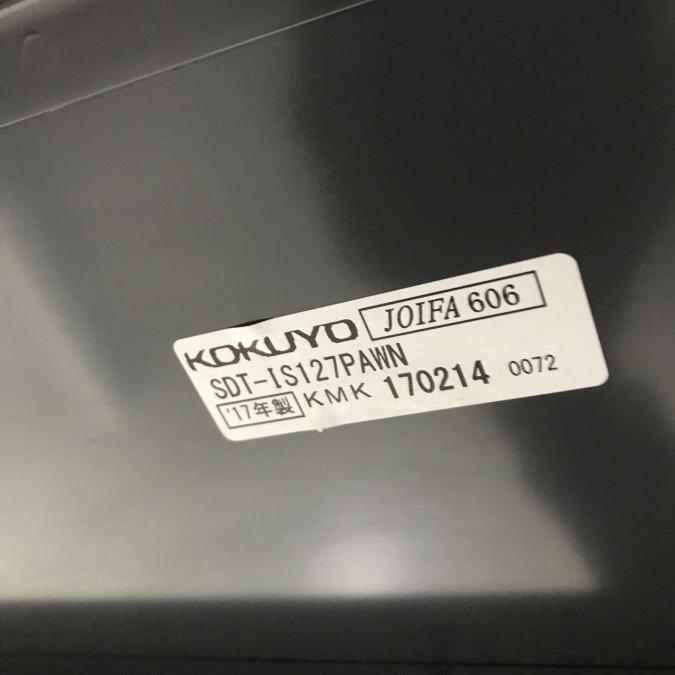 KOKUYO JOIFA 606
SDT-IS127PAWN
'17年製 KMK 170214 0072